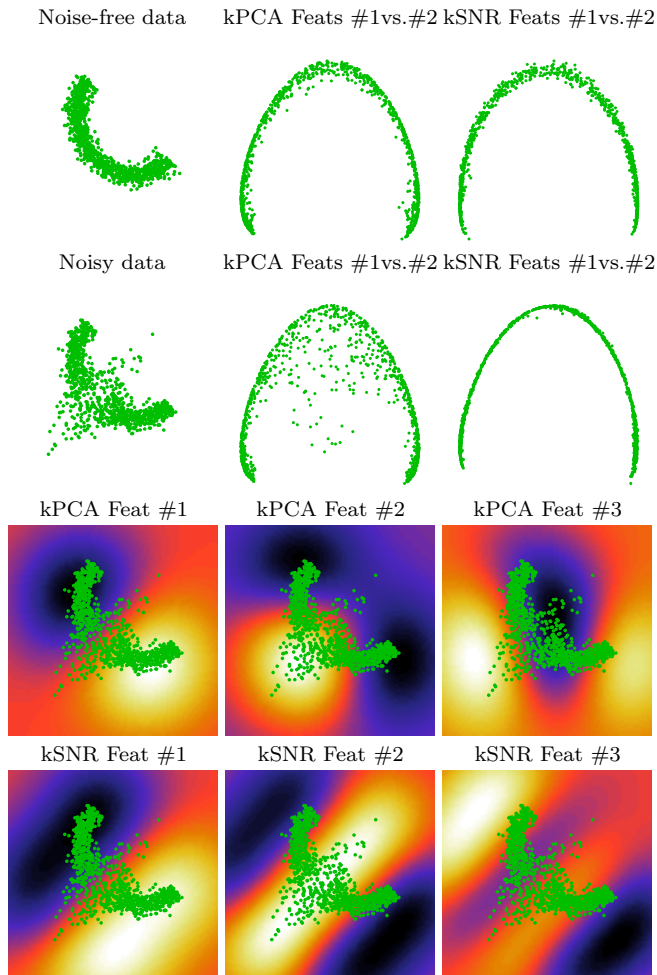 Noise-free data kPCA Feats #1vs.#2 kSNR Feats #1vs.#2
Noisy data kPCA Feats #1vs.#2 kSNR Feats #1vs.#2
kPCA Feat #1 kPCA Feat #2 kPCA Feat #3
kSNR Feat #1 kSNR Feat #2 kSNR Feat #3